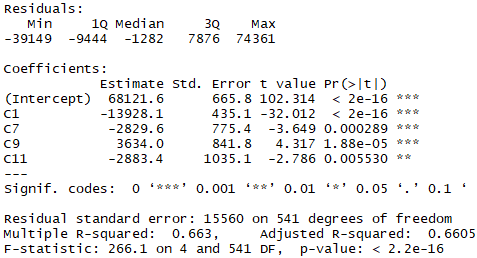 Residuals:
   Min     1Q Median     3Q    Max
-39149  -9444  -1282   7876  74361

Coefficients:
            Estimate Std. Error t value Pr(>|t|)
(Intercept)  68121.6      665.8 102.314  < 2e-16 ***
C1          -13928.1      435.1 -32.012  < 2e-16 ***
C7           -2829.6      775.4  -3.649 0.000289 ***
C9            3634.0      841.8   4.317 1.88e-05 ***
C11          -2883.4     1035.1  -2.786 0.005530 **
---
Signif. codes:  0 ‘***’ 0.001 ‘**’ 0.01 ‘*’ 0.05 ‘.’ 0.1 ‘

Residual standard error: 15560 on 541 degrees of freedom
Multiple R-squared:  0.663,     Adjusted R-squared:  0.6605
F-statistic: 266.1 on 4 and 541 DF,  p-value: < 2.2e-16